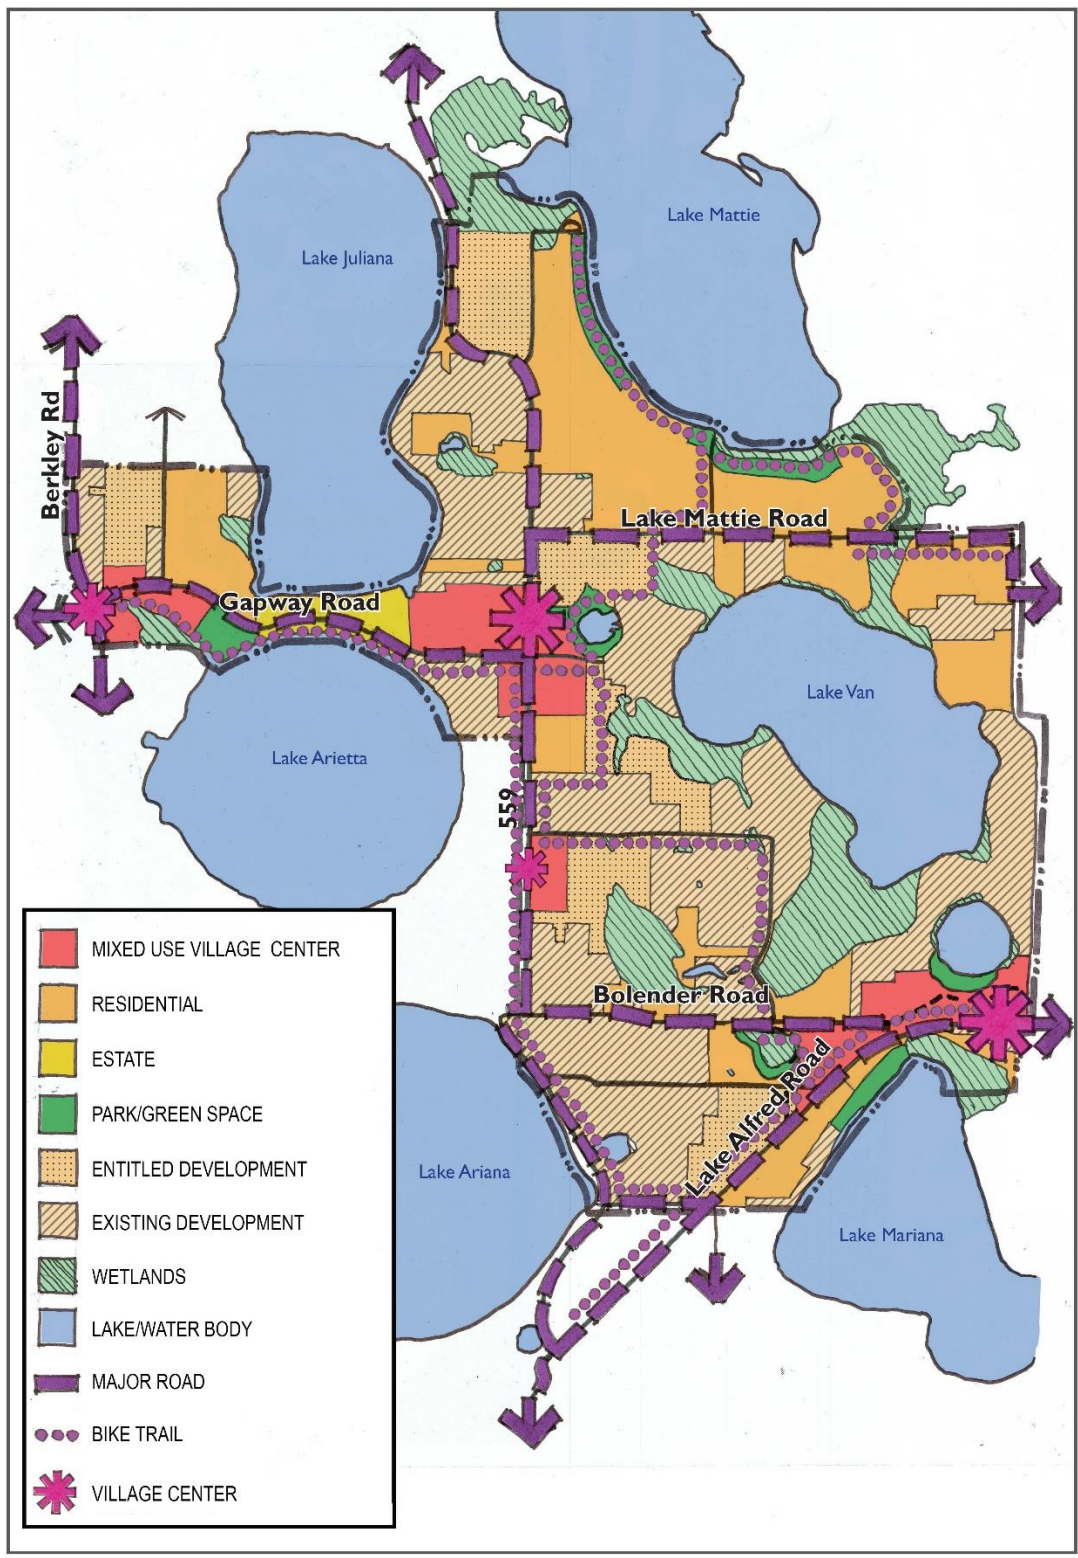 Lake Mattie
Lake Juliana
Berkley Rd
Lake Mattie Road
Gapway Road
Lake Van
Lake Arietta
559
Bolender Road
Lake Alfred Road
Lake Ariana
Lake Mariana
MIXED USE VILLAGE CENTER
RESIDENTIAL
ESTATE
PARK/GREEN SPACE
ENTITLED DEVELOPMENT
EXISTING DEVELOPMENT
WETLANDS
LAKE/WATER BODY
MAJOR ROAD
BIKE TRAIL
VILLAGE CENTER